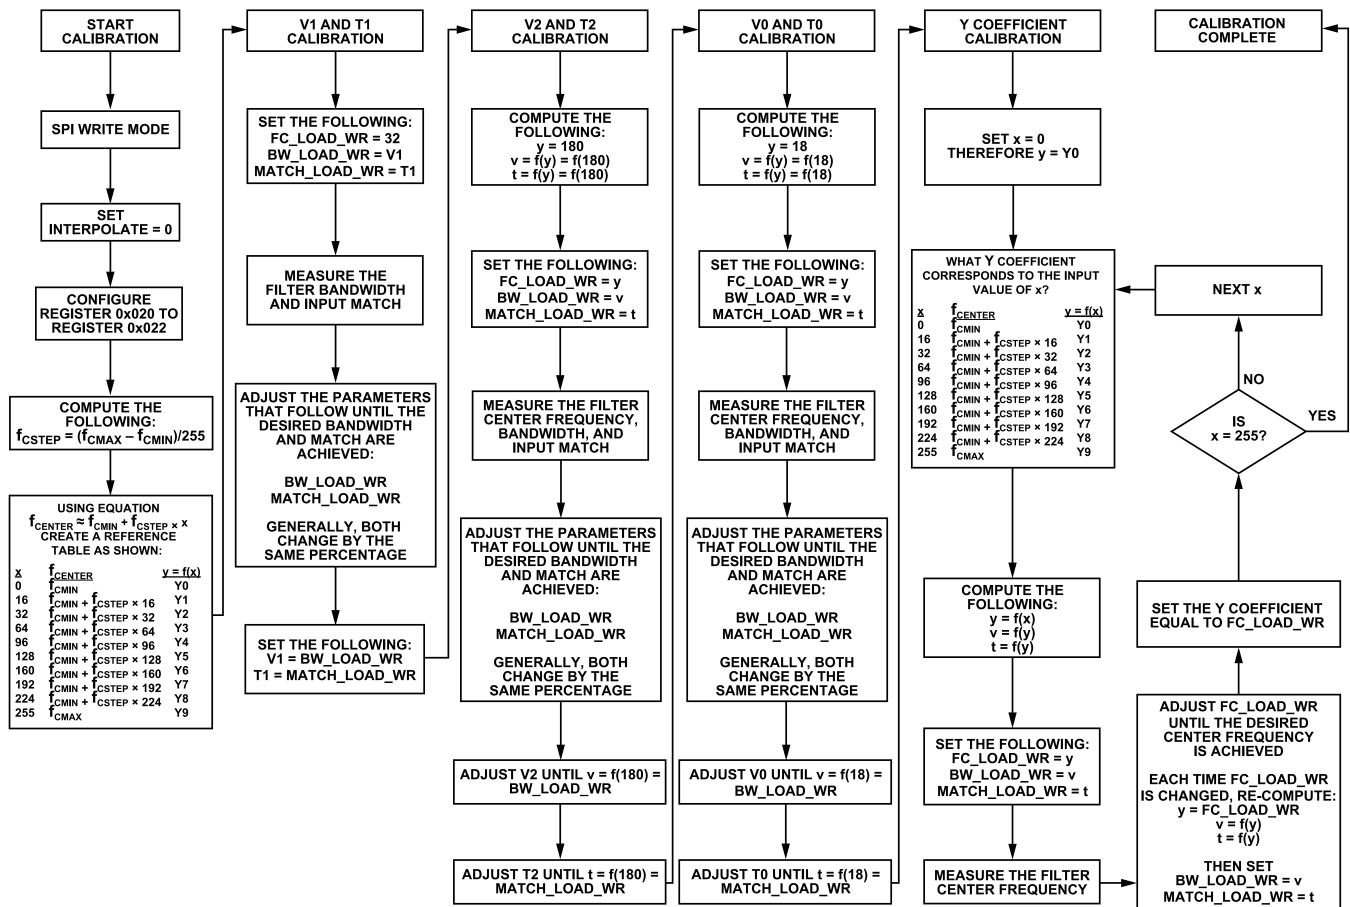 START
CALIBRATION
SPI WRITE MODE
SET
INTERPOLATE = 0
CONFIGURE
REGISTER 0x020 TO
REGISTER 0x022
COMPUTE THE
FOLLOWING:
fCSTEP = (fCMAX – fCMIN)/255
USING EQUATION
fCENTER ≈ fCMIN + fCSTEP × x
CREATE A REFERENCE
TABLE AS SHOWN:
x fCENTER y = f(x)
0 fCMIN Y0
16 fCMIN + fCSTEP × 16 Y1
32 fCMIN + fCSTEP × 32 Y2
64 fCMIN + fCSTEP × 64 Y3
96 fCMIN + fCSTEP × 96 Y4
128 fCMIN + fCSTEP × 128 Y5
160 fCMIN + fCSTEP × 160 Y6
192 fCMIN + fCSTEP × 192 Y7
224 fCMIN + fCSTEP × 224 Y8
255 fCMAX Y9
V1 AND T1
CALIBRATION
SET THE FOLLOWING:
FC_LOAD_WR = 32
BW_LOAD_WR = V1
MATCH_LOAD_WR = T1
MEASURE THE
FILTER BANDWIDTH
AND INPUT MATCH
ADJUST THE PARAMETERS
THAT FOLLOW UNTIL THE
DESIRED BANDWIDTH
AND MATCH ARE
ACHIEVED:
BW_LOAD_WR
MATCH_LOAD_WR
GENERALLY, BOTH
CHANGE BY THE
SAME PERCENTAGE
SET THE FOLLOWING:
V1 = BW_LOAD_WR
T1 = MATCH_LOAD_WR
V2 AND T2
CALIBRATION
COMPUTE THE
FOLLOWING:
y = 180
v = f(y) = f(180)
t = f(y) = f(180)
SET THE FOLLOWING:
FC_LOAD_WR = y
BW_LOAD_WR = v
MATCH_LOAD_WR = t
MEASURE THE FILTER
CENTER FREQUENCY,
BANDWIDTH, AND
INPUT MATCH
ADJUST THE PARAMETERS
THAT FOLLOW UNTIL THE
DESIRED BANDWIDTH
AND MATCH ARE
ACHIEVED:
BW_LOAD_WR
MATCH_LOAD_WR
GENERALLY, BOTH
CHANGE BY THE
SAME PERCENTAGE
ADJUST V2 UNTIL v = f(180) =
BW_LOAD_WR
ADJUST T2 UNTIL t = f(180) =
MATCH_LOAD_WR
V0 AND T0
CALIBRATION
COMPUTE THE
FOLLOWING:
y = 18
v = f(y) = f(18)
t = f(y) = f(18)
SET THE FOLLOWING:
FC_LOAD_WR = y
BW_LOAD_WR = v
MATCH_LOAD_WR = t
MEASURE THE FILTER
CENTER FREQUENCY,
BANDWIDTH, AND
INPUT MATCH
ADJUST THE PARAMETERS
THAT FOLLOW UNTIL THE
DESIRED BANDWIDTH
AND MATCH ARE
ACHIEVED:
BW_LOAD_WR
MATCH_LOAD_WR
GENERALLY, BOTH
CHANGE BY THE
SAME PERCENTAGE
ADJUST V0 UNTIL v = f(18) =
BW_LOAD_WR
ADJUST T0 UNTIL t = f(18) =
MATCH_LOAD_WR
Y COEFFICIENT
CALIBRATION
SET x = 0
THEREFORE y = Y0
WHAT Y COEFFICIENT
CORRESPONDS TO THE INPUT
VALUE OF x?
x fCENTER y = f(x)
0 fCMIN Y0
16 fCMIN + fCSTEP × 16 Y1
32 fCMIN + fCSTEP × 32 Y2
64 fCMIN + fCSTEP × 64 Y3
96 fCMIN + fCSTEP × 96 Y4
128 fCMIN + fCSTEP × 128 Y5
160 fCMIN + fCSTEP × 160 Y6
192 fCMIN + fCSTEP × 192 Y7
224 fCMIN + fCSTEP × 224 Y8
255 fCMAX Y9
COMPUTE THE
FOLLOWING:
y = f(x)
v = f(y)
t = f(y)
SET THE FOLLOWING:
FC_LOAD_WR = y
BW_LOAD_WR = v
MATCH_LOAD_WR = t
MEASURE THE FILTER
CENTER FREQUENCY
CALIBRATION
COMPLETE
NEXT x
NO
YES
IS
x = 255?
SET THE Y COEFFICIENT
EQUAL TO FC_LOAD_WR
ADJUST FC_LOAD_WR
UNTIL THE DESIRED
CENTER FREQUENCY
IS ACHIEVED
EACH TIME FC_LOAD_WR
IS CHANGED, RE-COMPUTE:
y = FC_LOAD_WR
v = f(y)
t = f(y)
THEN SET
BW_LOAD_WR = v
MATCH_LOAD_WR = t